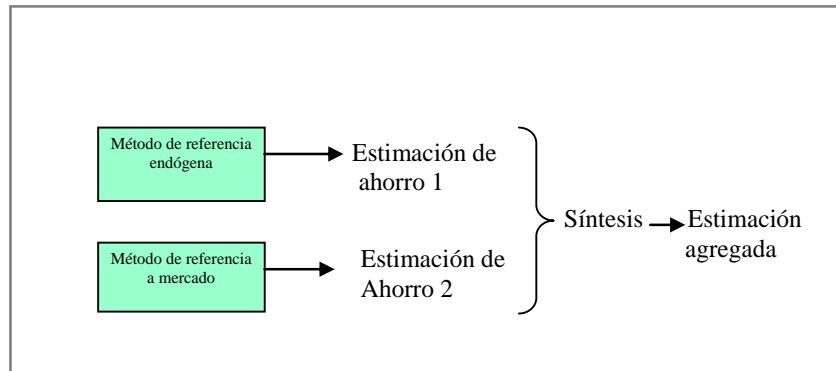 Método de referencia
endógena
Estimación de
ahorro 1
Método de referencia
a mercado
Estimación de
Ahorro 2
Síntesis
Estimación
agregada